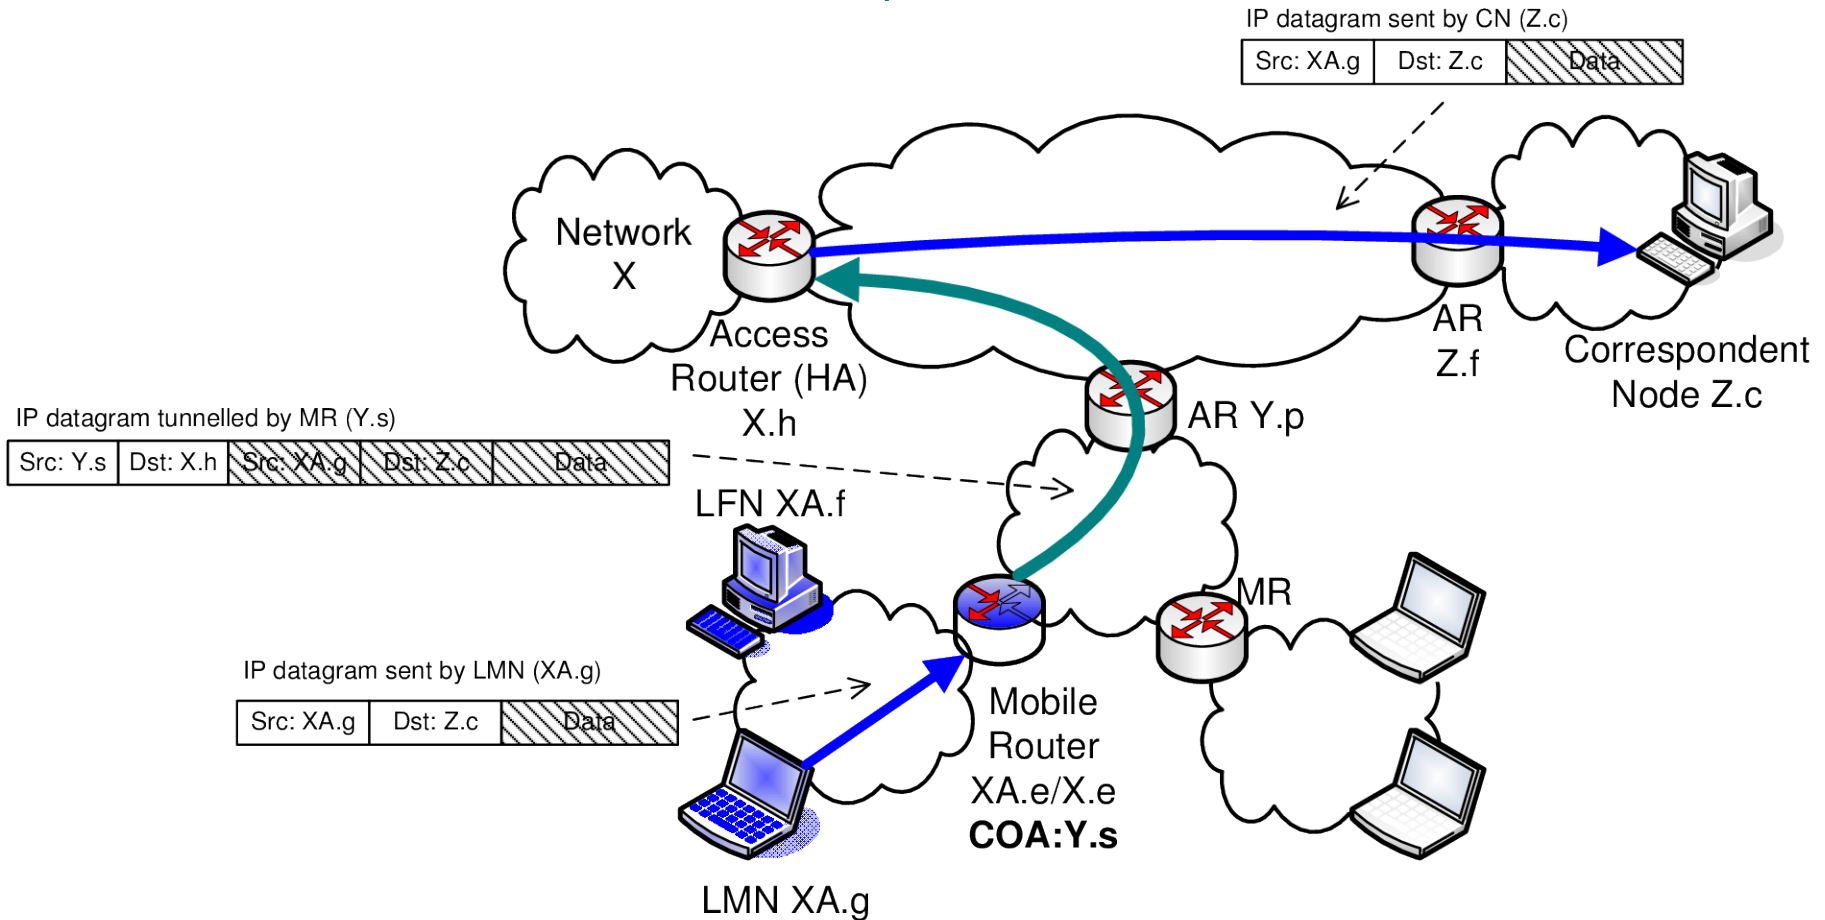 IP datagram sent by CN (Z.c)
Src: XA.g Dst: Z.c Data
Network
X
Access
Router (HA)
X.h
AR
Z.f
Correspondent
Node Z.c
AR Y.p
IP datagram tunnelled by MR (Y.s)
Src: Y.s Dst: X.h Src: XA.g Dst: Z.c Data
LFN XA.f
MR
IP datagram sent by LMN (XA.g)
Src: XA.g Dst: Z.c Data
Mobile
Router
XA.e/X.e
COA:Y.s
LMN XA.g